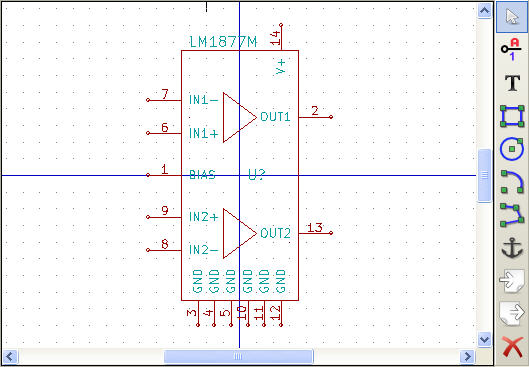 LM1877M
14
V+
7 IN1-
OUT1 2
6 IN1+
1 BIAS U?
9 IN2+
OUT2 13
8 IN2-
GND GND GND GND GND GND
3 4 5 10 11 12
A
1
T